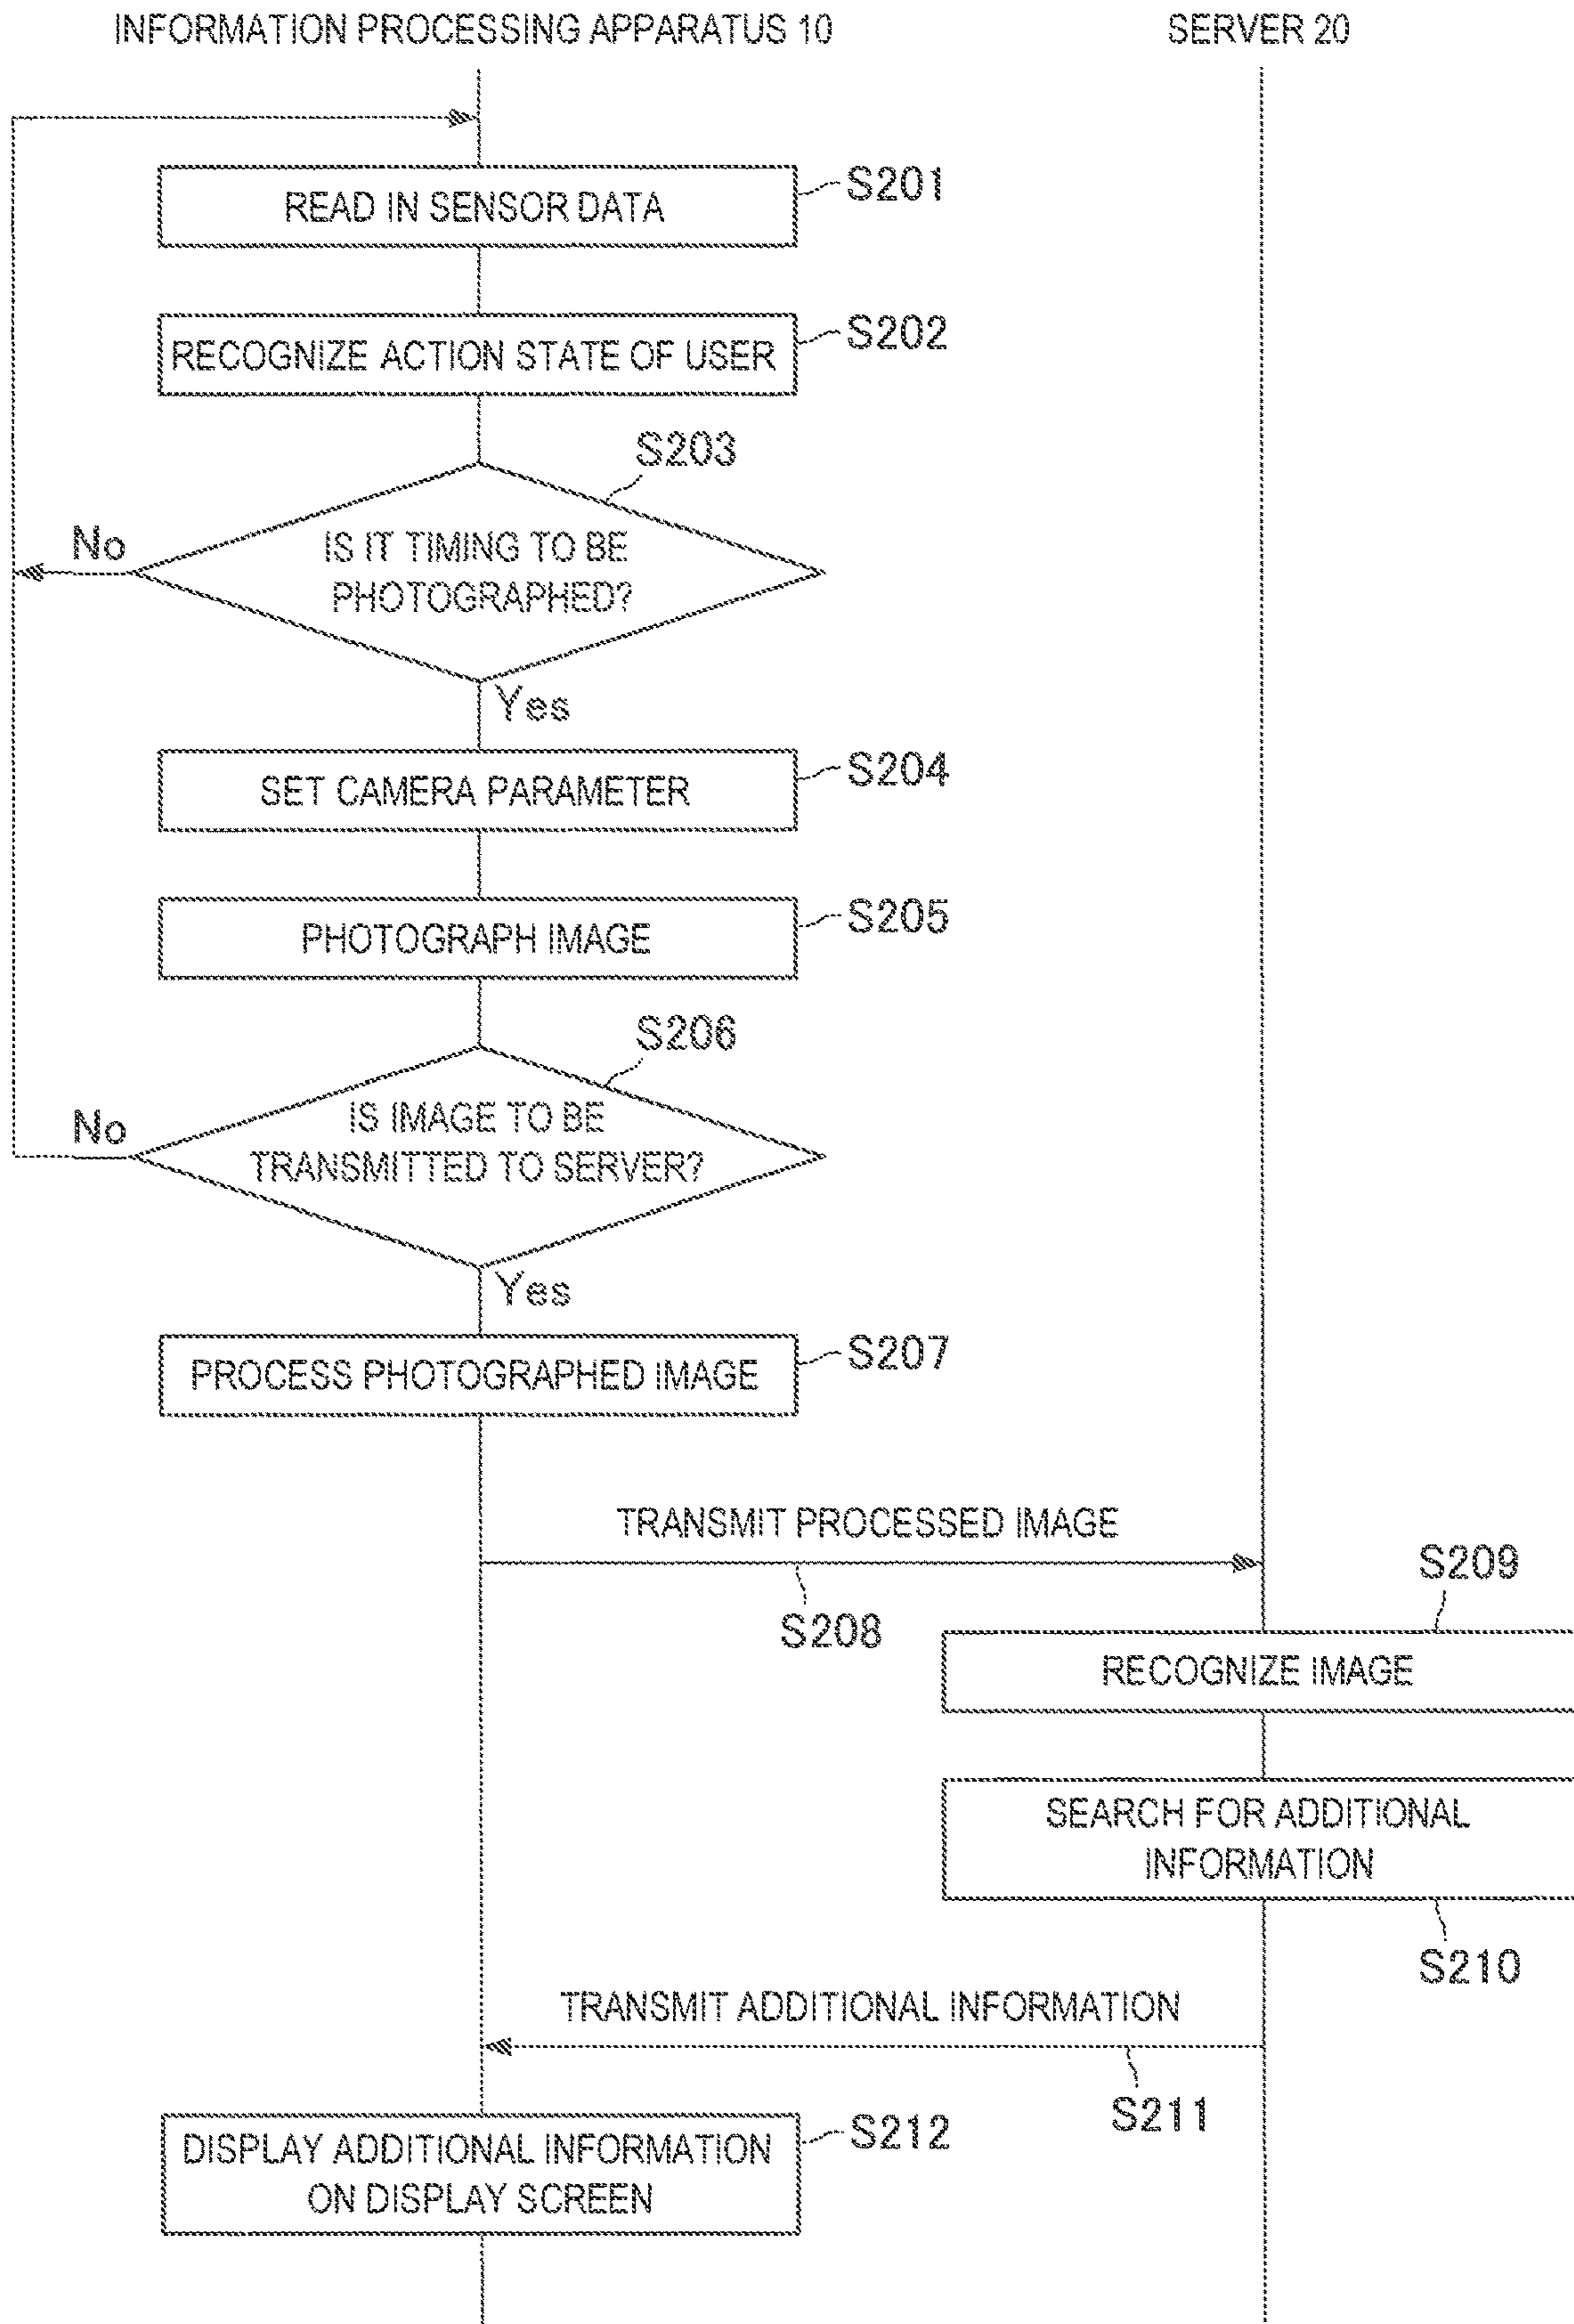 INFORMATION PROCESSING APPARATUS 10
SERVER 20
READ IN SENSOR DATA
S201
RECOGNIZE ACTION STATE OF USER
S202
S203
IS IT TIMING TO BE
PHOTOGRAPHED?
No
Yes
SET CAMERA PARAMETER
S204
PHOTOGRAPH IMAGE
S205
S206
IS IMAGE TO BE
TRANSMITTED TO SERVER?
No
Yes
PROCESS PHOTOGRAPHED IMAGE
S207
TRANSMIT PROCESSED IMAGE
S208
S209
RECOGNIZE IMAGE
SEARCH FOR ADDITIONAL
INFORMATION
S210
TRANSMIT ADDITIONAL INFORMATION
S211
DISPLAY ADDITIONAL INFORMATION
ON DISPLAY SCREEN
S212